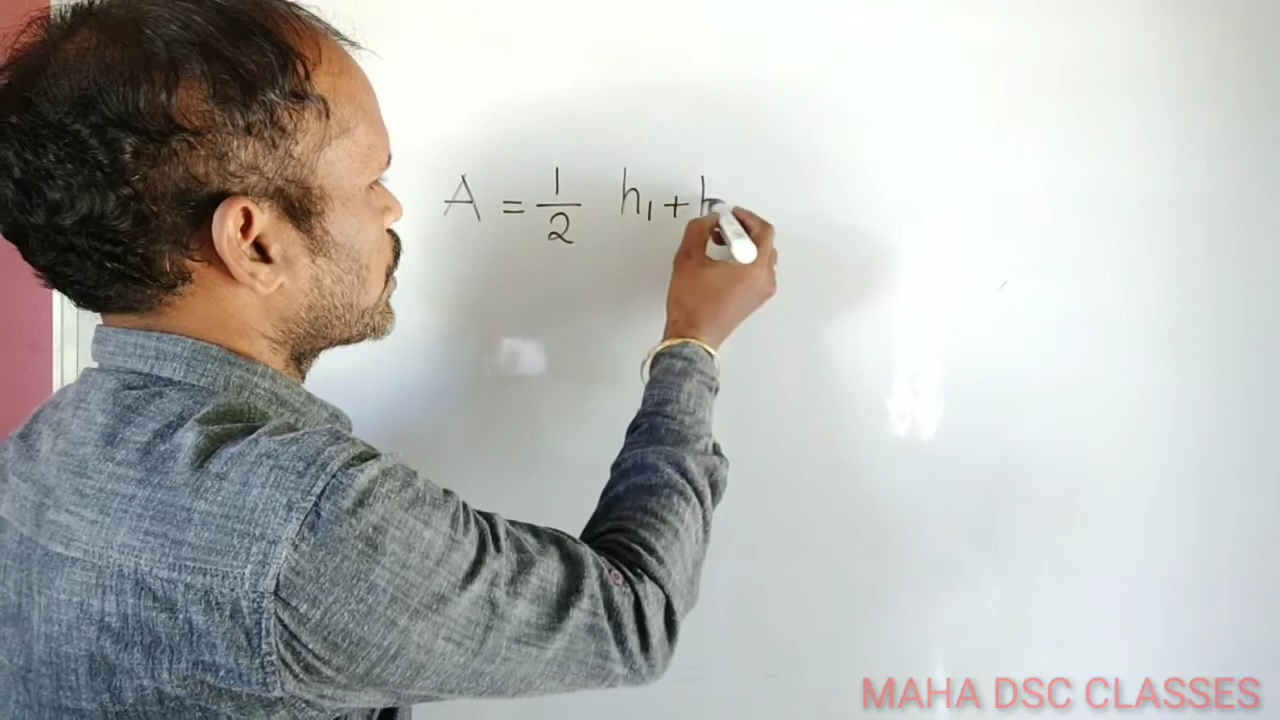 A = 1/2 h₁ + h
MAHA DSC CLASSES